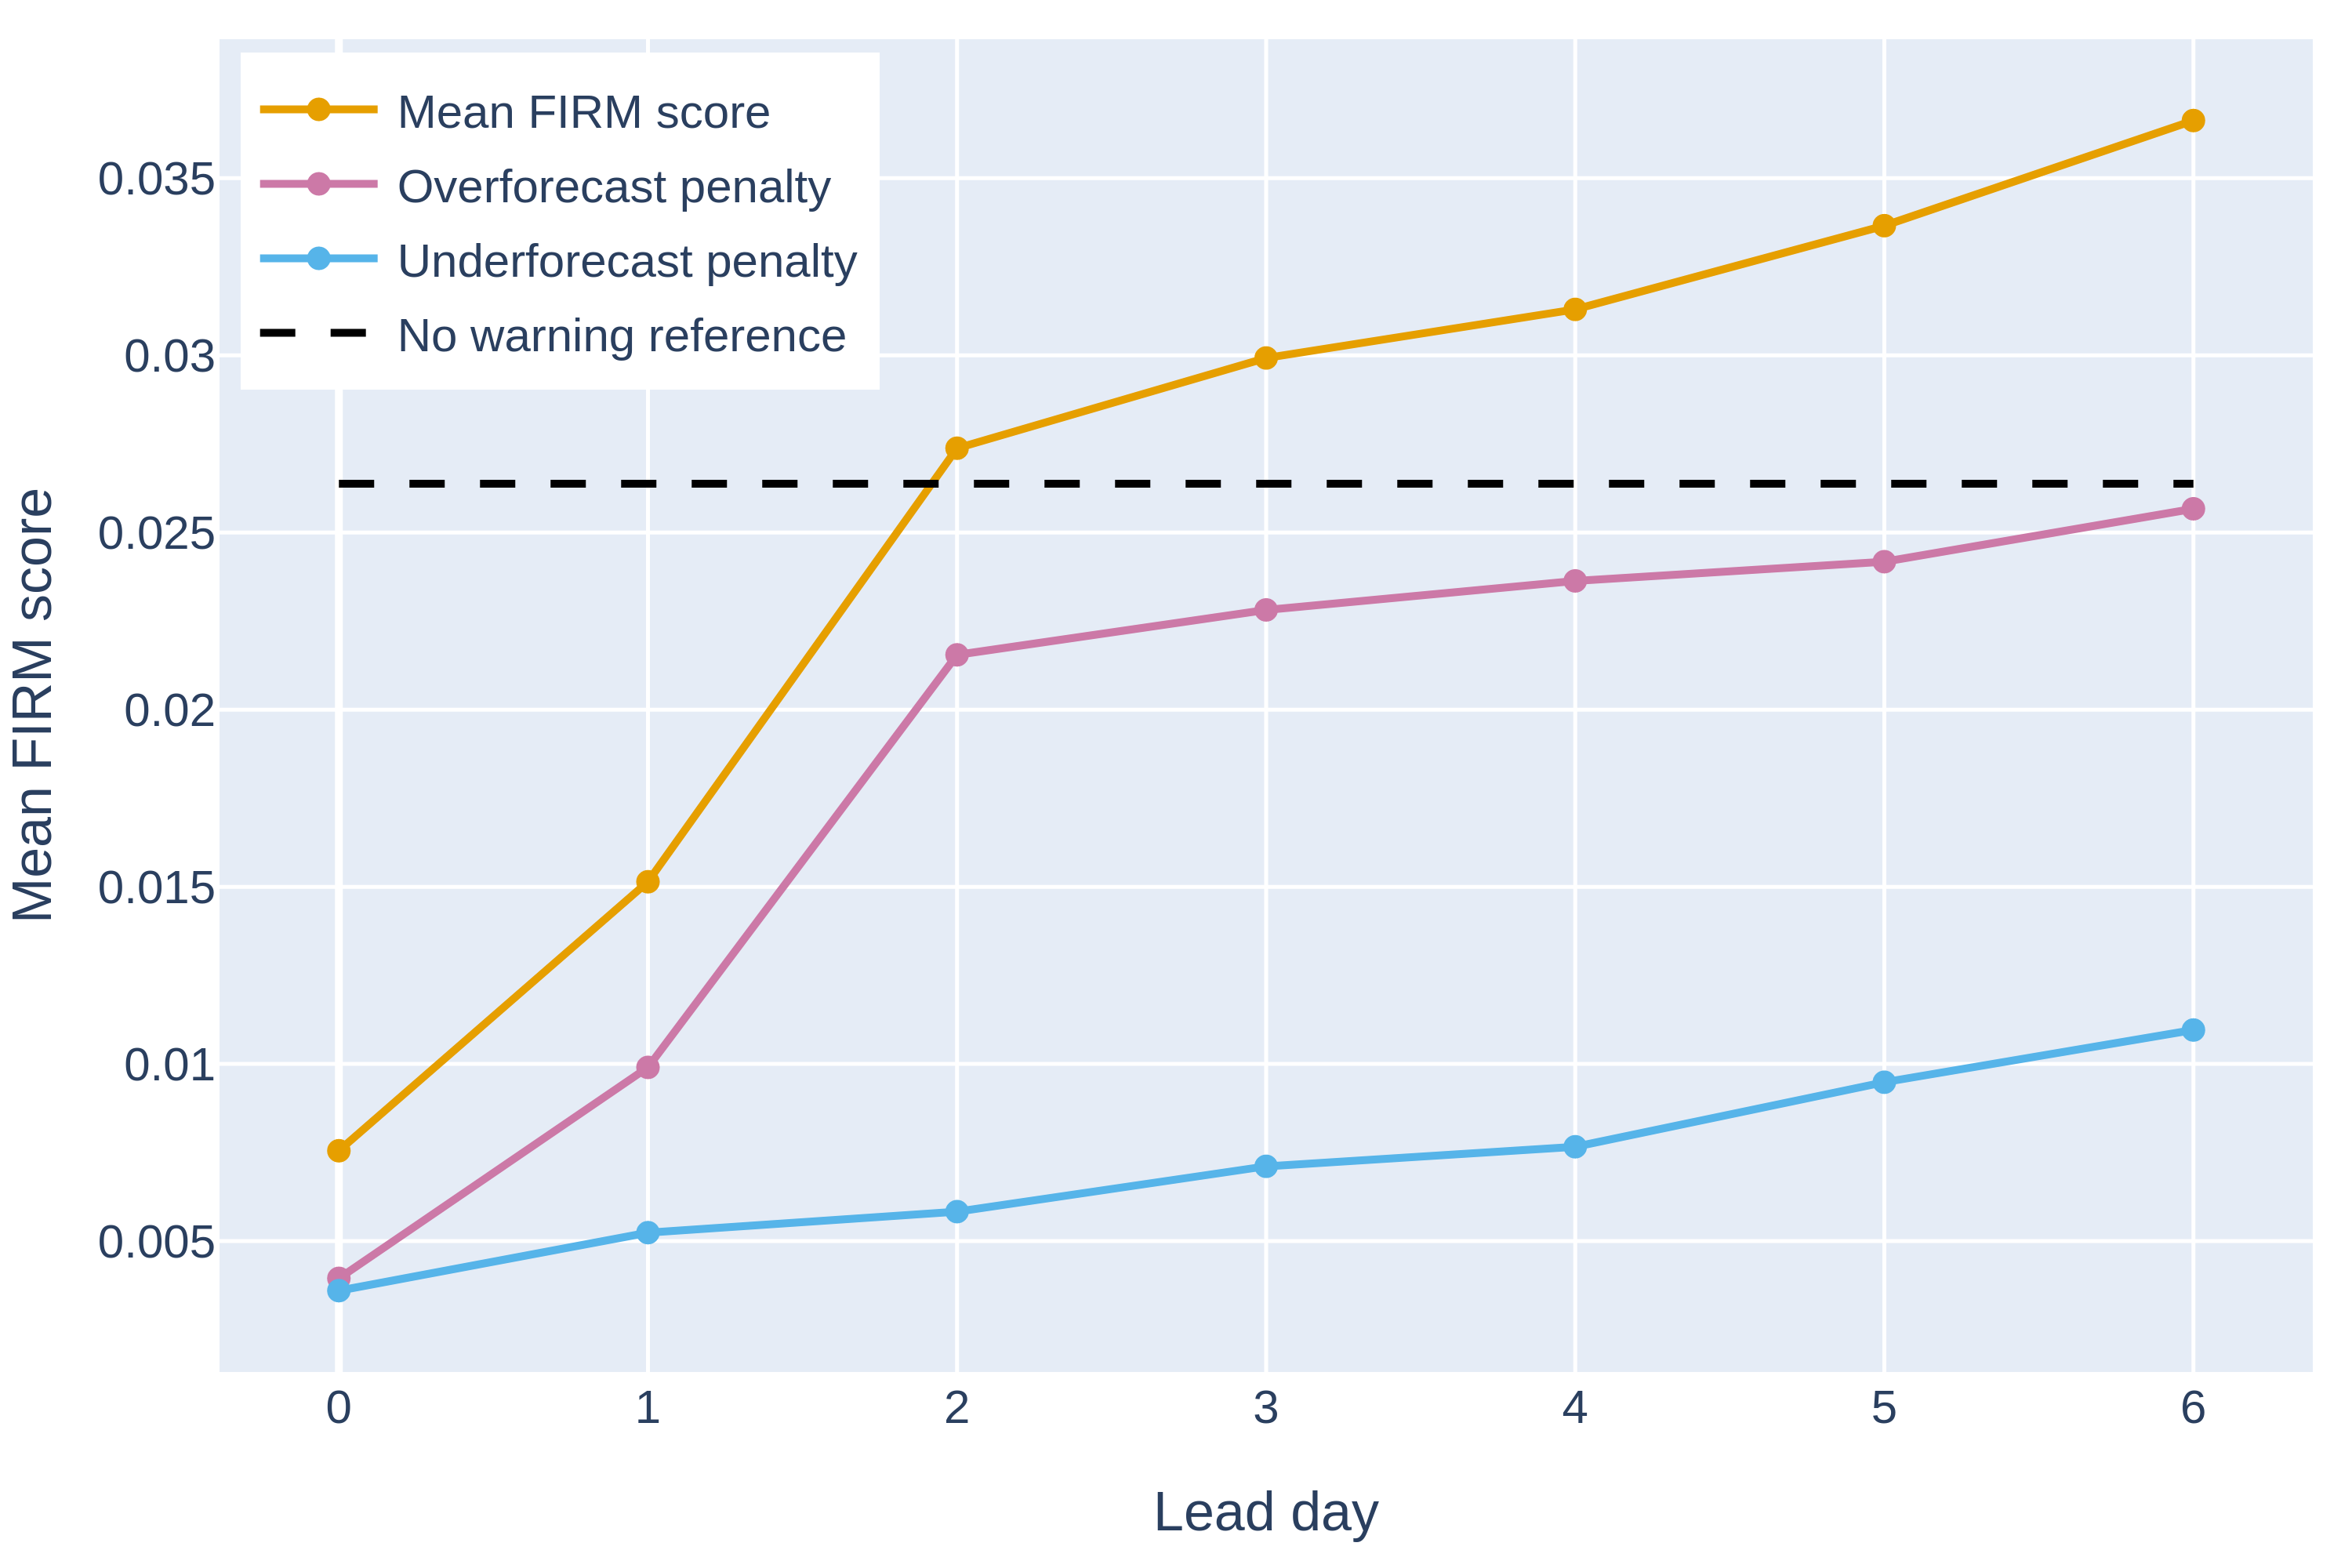 Mean FIRM score
Overforecast penalty
Underforecast penalty
No warning reference
0.035
0.03
0.025
0.02
0.015
0.01
0.005
Mean FIRM score
0 1 2 3 4 5 6
Lead day